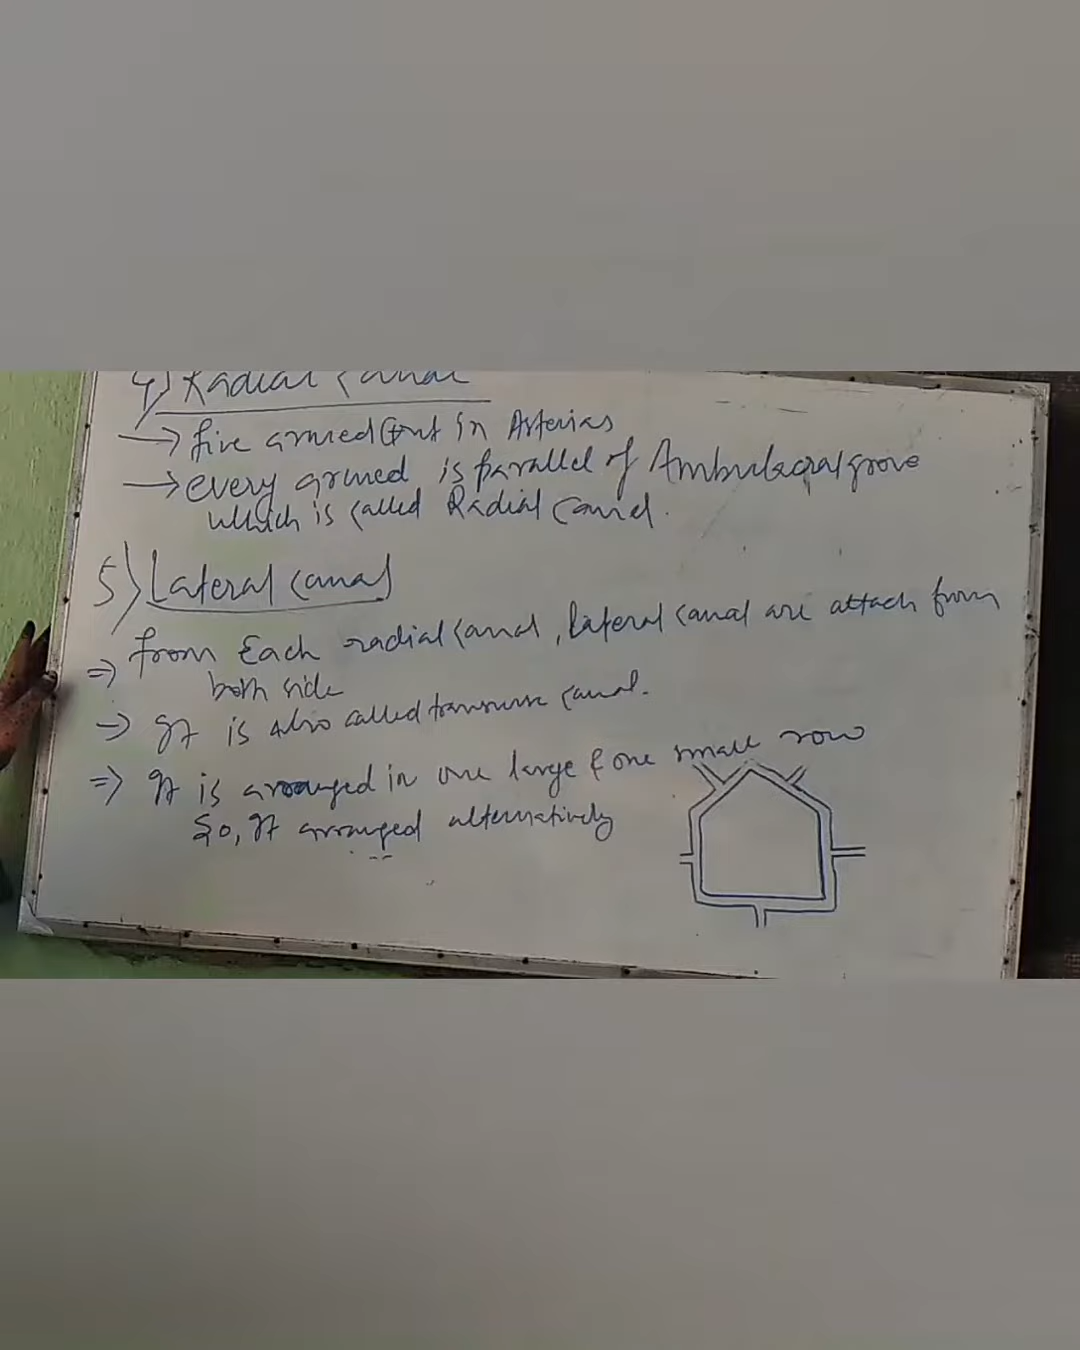 4) Radial Canal
→ five armed in Asterias
→ every armed is parallel of Ambulacral grove
which is called Radial Canal.
5) Lateral Canal
⇒ from Each radial canal, lateral canal are attach from
both side
→ It is also called transverse canal.
⇒ It is arranged in one large & one small row
So, It arranged alternatively